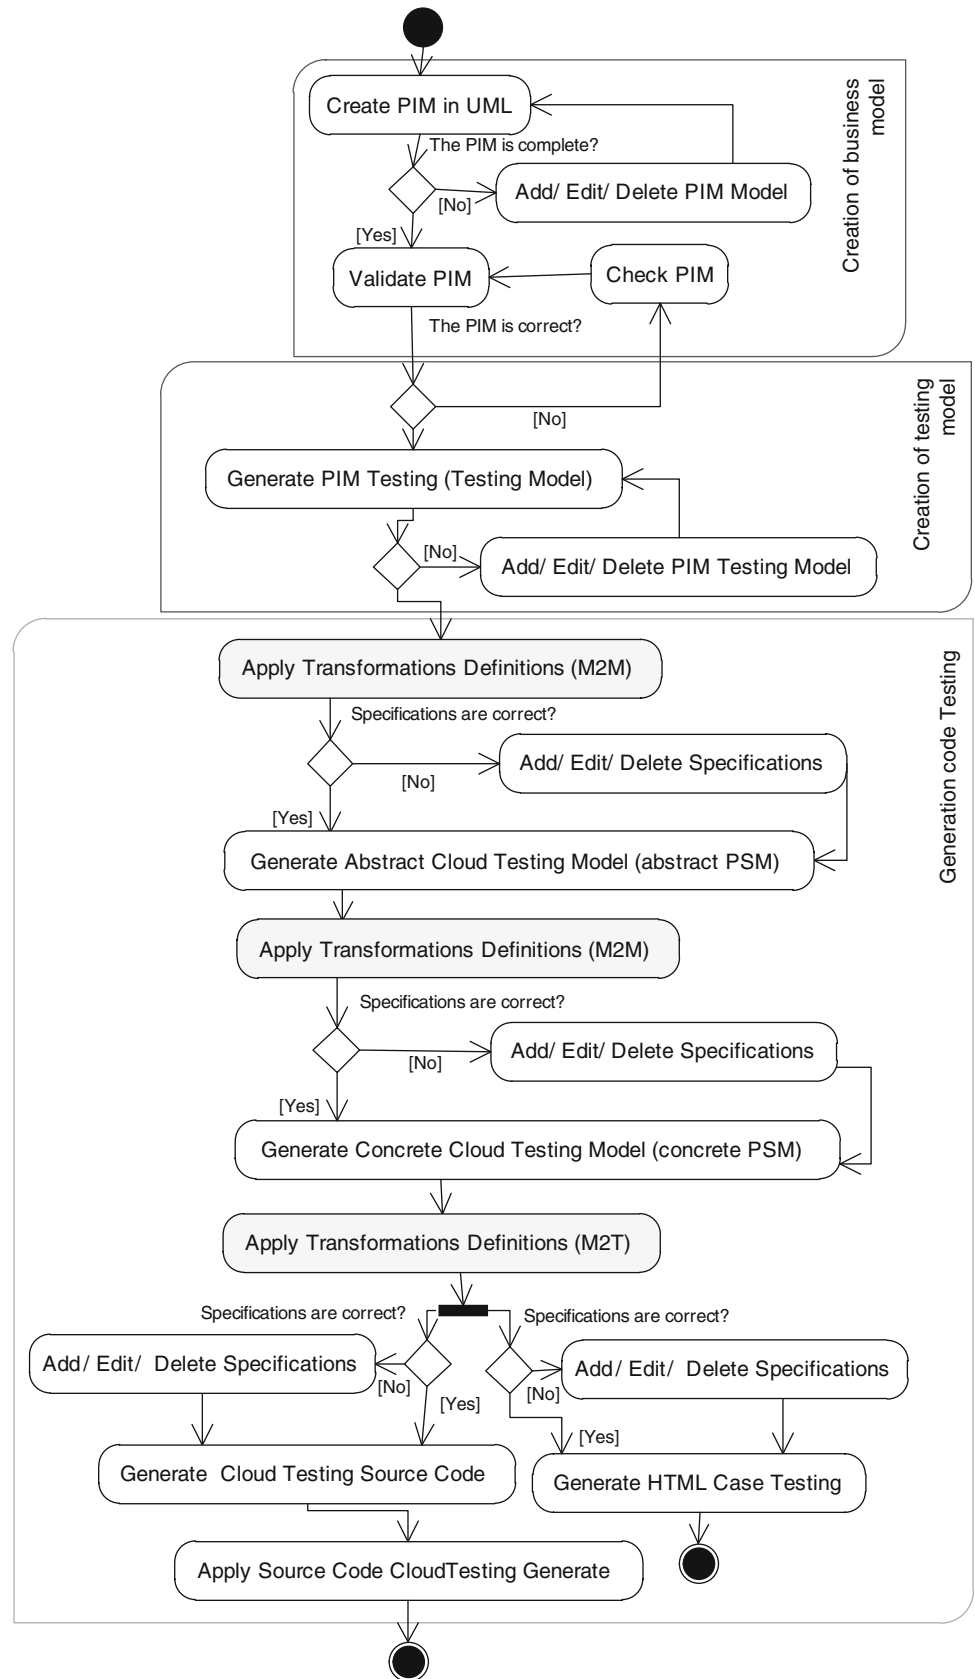 Create PIM in UML
Creation of business
model
The PIM is complete?
Add/ Edit/ Delete PIM Model
[No]
[Yes]
Validate PIM
Check PIM
The PIM is correct?
[No]
Creation of testing
model
Generate PIM Testing (Testing Model)
[No]
Add/ Edit/ Delete PIM Testing Model
Generation code Testing
Apply Transformations Definitions (M2M)
Specifications are correct?
Add/ Edit/ Delete Specifications
[No]
[Yes]
Generate Abstract Cloud Testing Model (abstract PSM)
Apply Transformations Definitions (M2M)
Specifications are correct?
Add/ Edit/ Delete Specifications
[No]
[Yes]
Generate Concrete Cloud Testing Model (concrete PSM)
Apply Transformations Definitions (M2T)
Specifications are correct?
Specifications are correct?
Add/ Edit/ Delete Specifications
Add/ Edit/ Delete Specifications
[No]
[No]
[Yes]
[Yes]
Generate Cloud Testing Source Code
Generate HTML Case Testing
Apply Source Code CloudTesting Generate